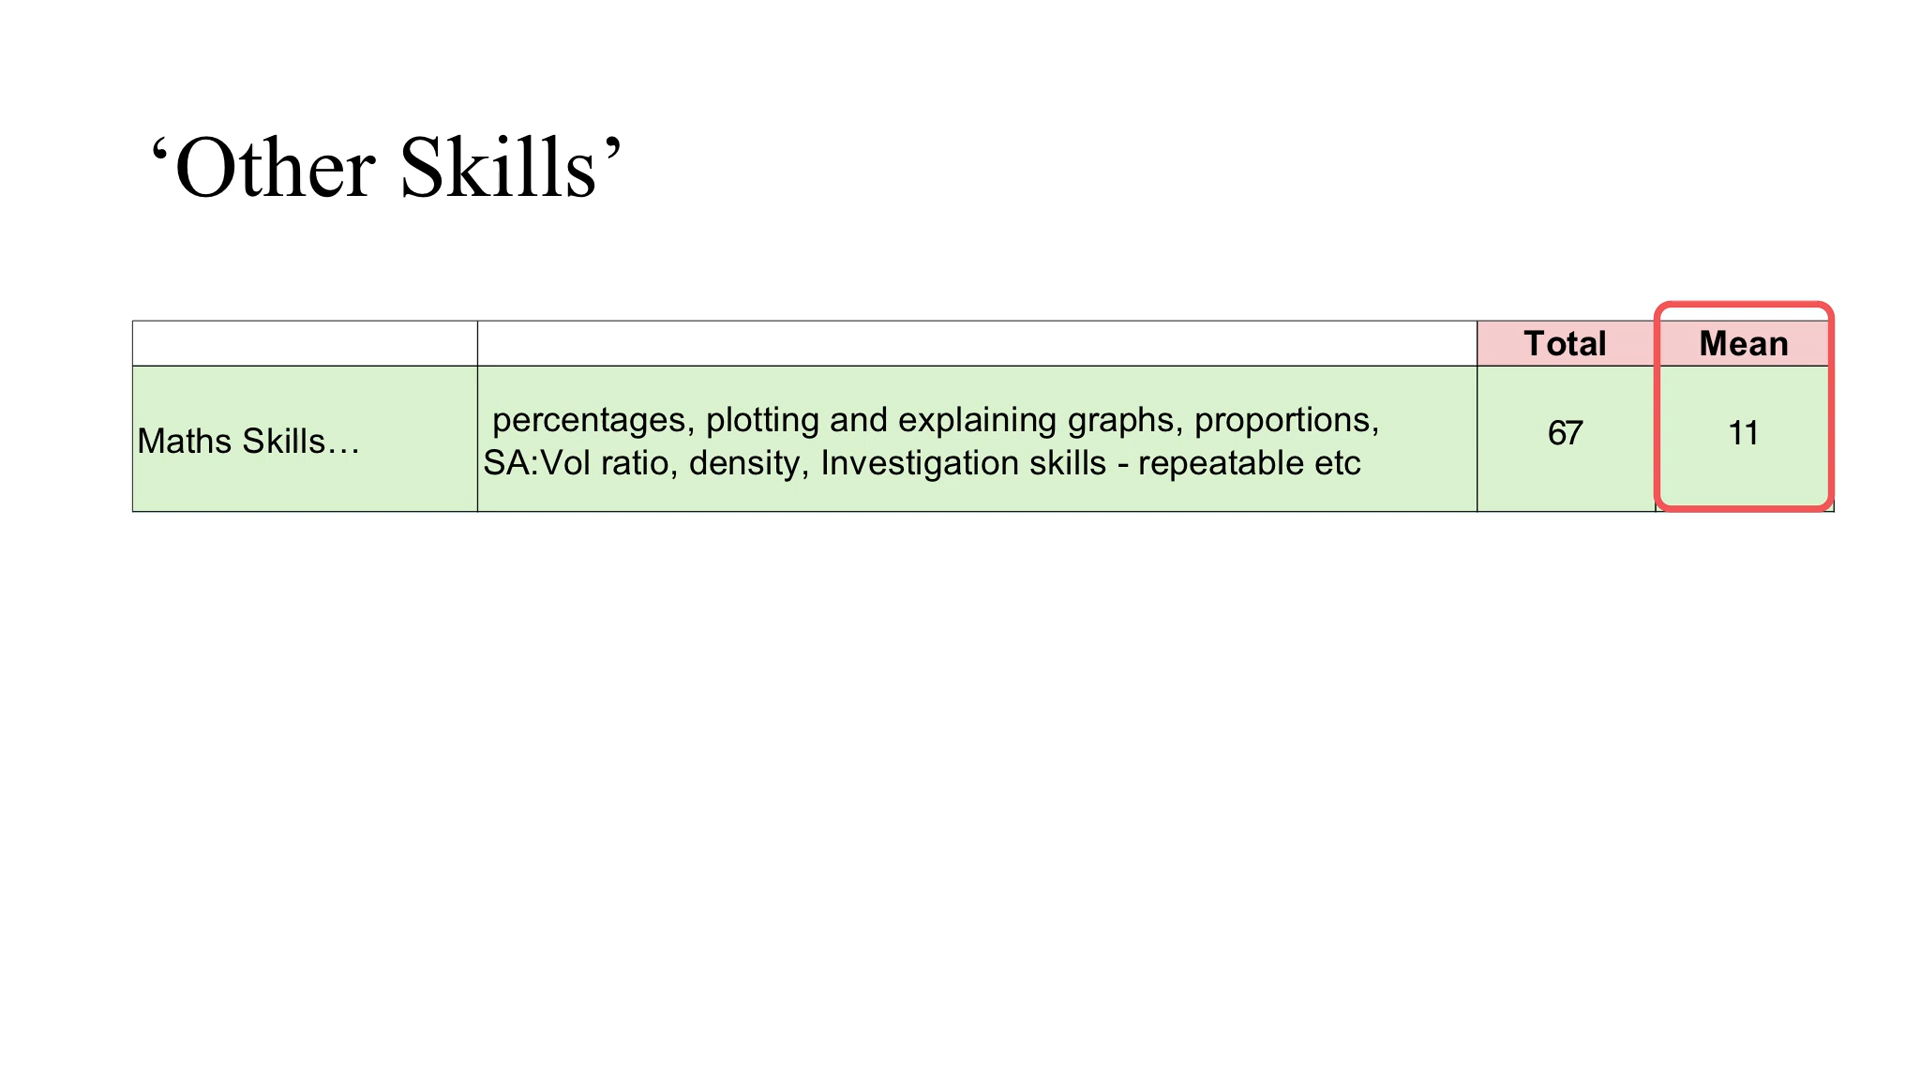 ‘Other Skills’
Total Mean
Maths Skills…
percentages, plotting and explaining graphs, proportions,
SA:Vol ratio, density, Investigation skills - repeatable etc
67 11